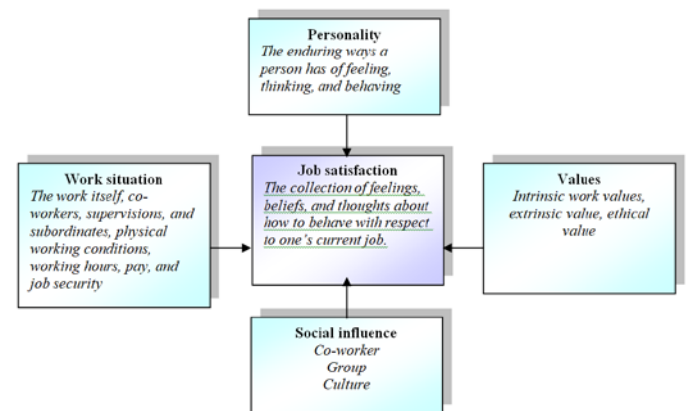 Personality
The enduring ways a
person has of feeling,
thinking, and behaving
Work situation
The work itself, co-
workers, supervisions, and
subordinates, physical
working conditions,
working hours, pay, and
job security
Job satisfaction
The collection of feelings,
beliefs, and thoughts about
how to behave with respect
to one's current job.
Values
Intrinsic work values,
extrinsic value, ethical
value
Social influence
Co-worker
Group
Culture